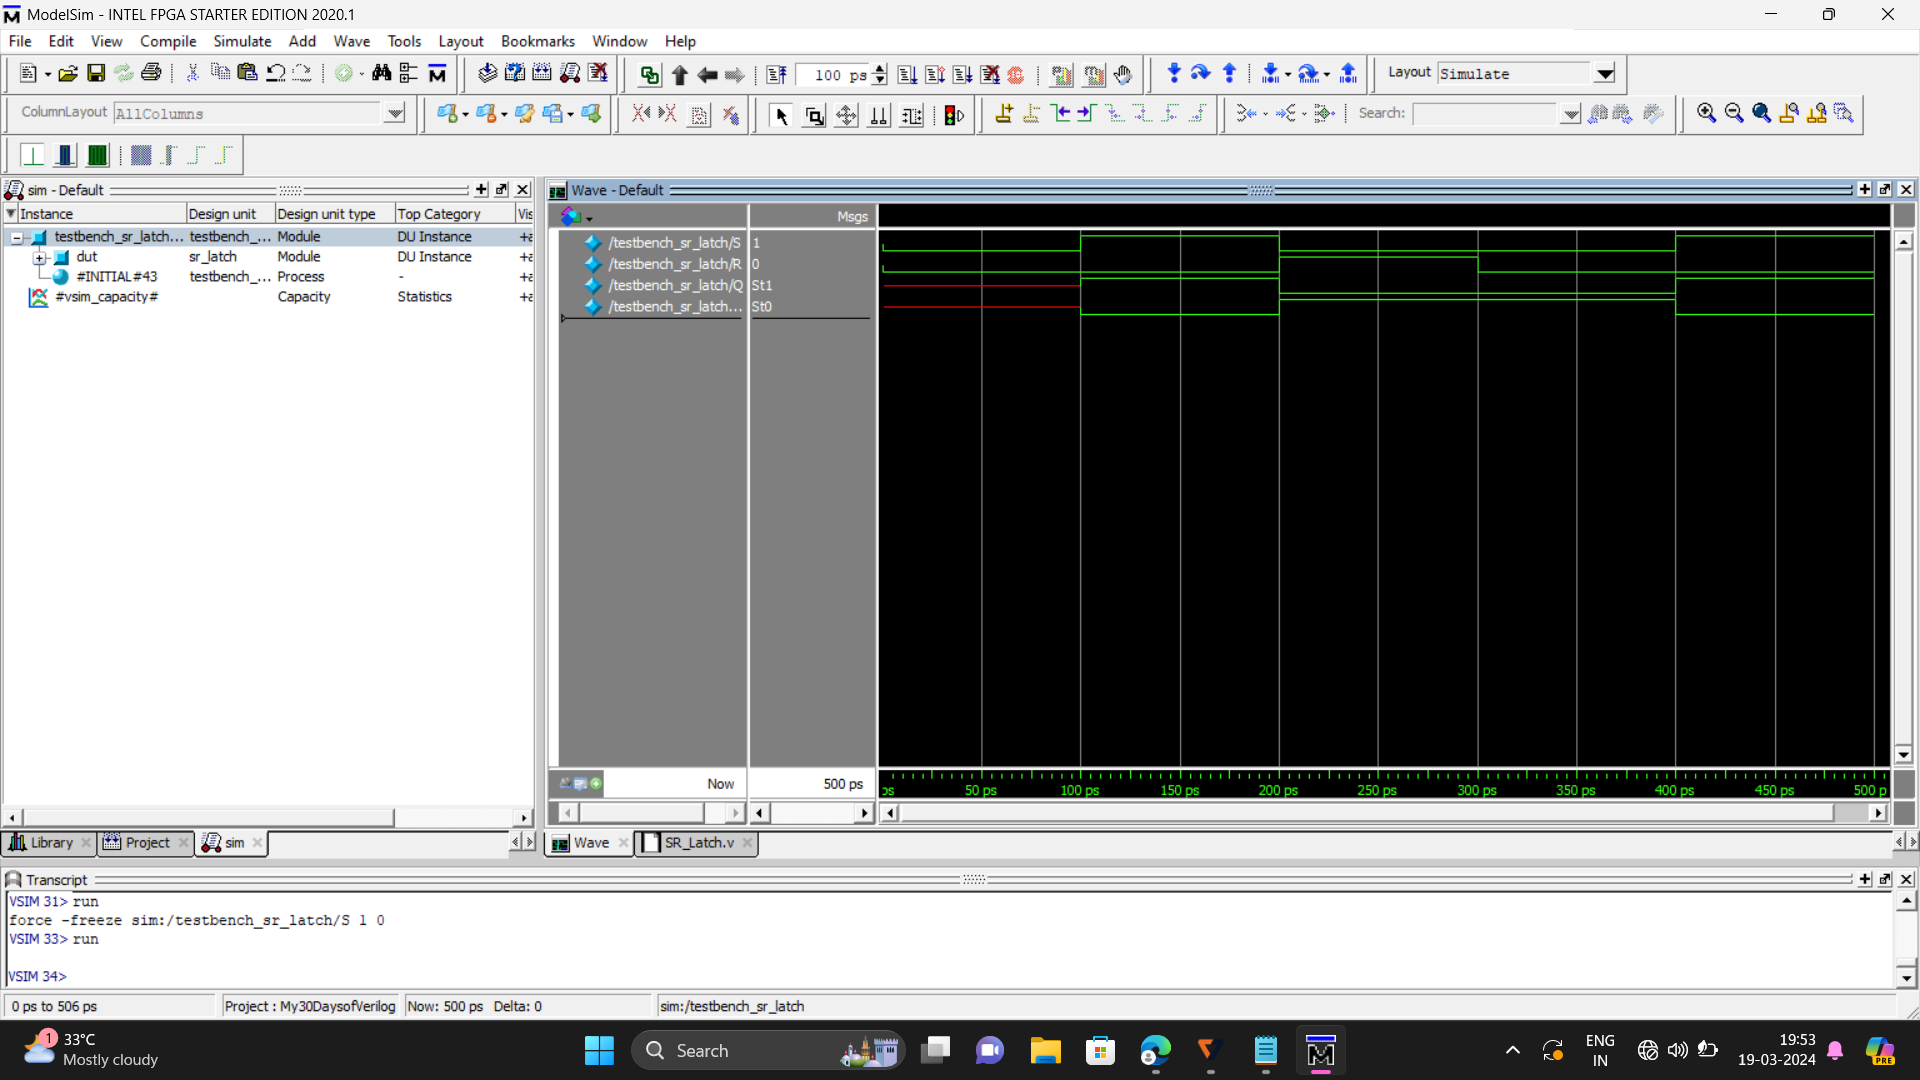 ModelSim - INTEL FPGA STARTER EDITION 2020.1
File Edit View Compile Simulate Add Wave Tools Layout Bookmarks Window Help
100 ps
Layout Simulate
ColumnLayout AllColumns
Search:
sim - Default
Instance Design unit Design unit type Top Category Vis
testbench_sr_latch... testbench_... Module DU Instance +a
dut sr_latch Module DU Instance +a
#INITIAL#43 testbench_... Process - +a
#vsim_capacity# Capacity Statistics +a
Wave - Default
Msgs
/testbench_sr_latch/S 1
/testbench_sr_latch/R 0
/testbench_sr_latch/Q St1
/testbench_sr_latch... St0
Now 500 ps
ps 50 ps 100 ps 150 ps 200 ps 250 ps 300 ps 350 ps 400 ps 450 ps 500 p
Library Project sim
Wave SR_Latch.v
Transcript
VSIM 31> run
force -freeze sim:/testbench_sr_latch/S 1 0
VSIM 33> run
VSIM 34>
0 ps to 506 ps Project : My30DaysofVerilog Now: 500 ps Delta: 0 sim:/testbench_sr_latch
1
33°C
Mostly cloudy
Search
ENG
IN
19:53
19-03-2024
PRE